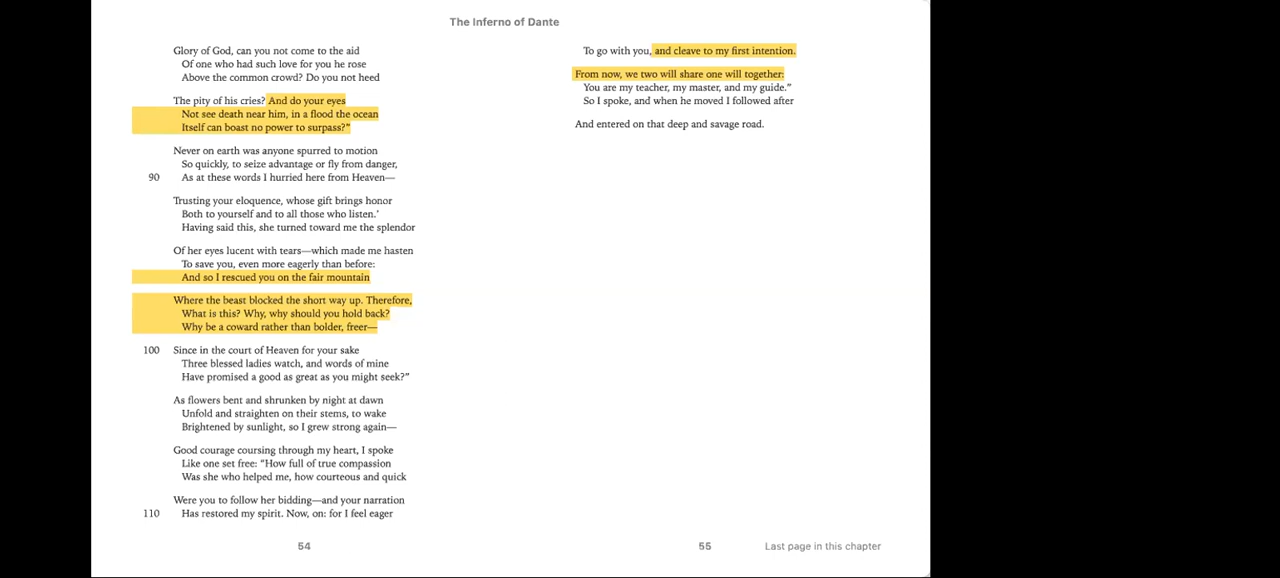 The Inferno of Dante
Glory of God, can you not come to the aid
Of one who had such love for you he rose
Above the common crowd? Do you not heed
The pity of his cries? And do your eyes
Not see death near him, in a flood the ocean
Itself can boast no power to surpass?”
Never on earth was anyone spurred to motion
So quickly, to seize advantage or fly from danger,
90 As at these words I hurried here from Heaven—
Trusting your eloquence, whose gift brings honor
Both to yourself and to all those who listen.’
Having said this, she turned toward me the splendor
Of her eyes lucent with tears—which made me hasten
To save you, even more eagerly than before:
And so I rescued you on the fair mountain
Where the beast blocked the short way up. Therefore,
What is this? Why, why should you hold back?
Why be a coward rather than bolder, freer—
100 Since in the court of Heaven for your sake
Three blessed ladies watch, and words of mine
Have promised a good as great as you might seek?”
As flowers bent and shrunken by night at dawn
Unfold and straighten on their stems, to wake
Brightened by sunlight, so I grew strong again—
Good courage coursing through my heart, I spoke
Like one set free: “How full of true compassion
Was she who helped me, how courteous and quick
Were you to follow her bidding—and your narration
110 Has restored my spirit. Now, on: for I feel eager
54
To go with you, and cleave to my first intention.
From now, we two will share one will together:
You are my teacher, my master, and my guide.”
So I spoke, and when he moved I followed after
And entered on that deep and savage road.
55
Last page in this chapter